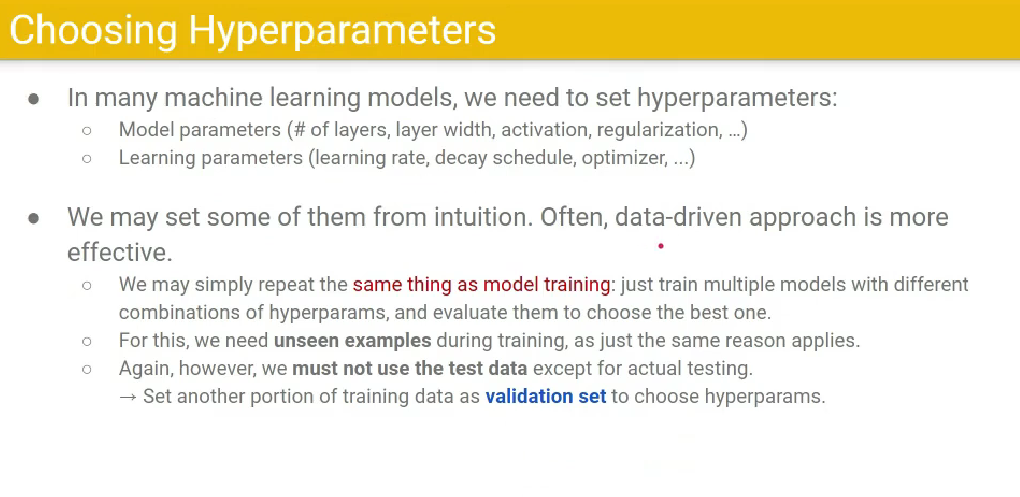 Choosing Hyperparameters
● In many machine learning models, we need to set hyperparameters:
○ Model parameters (# of layers, layer width, activation, regularization, …)
○ Learning parameters (learning rate, decay schedule, optimizer, ...)
● We may set some of them from intuition. Often, data-driven approach is more
effective.
○ We may simply repeat the same thing as model training: just train multiple models with different
combinations of hyperparams, and evaluate them to choose the best one.
○ For this, we need unseen examples during training, as just the same reason applies.
○ Again, however, we must not use the test data except for actual testing.
→ Set another portion of training data as validation set to choose hyperparams.